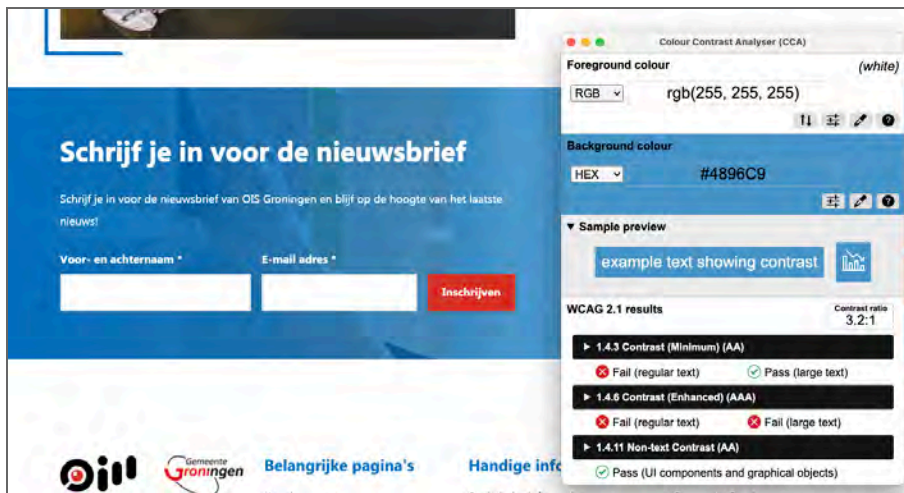 Schrijf je in voor de nieuwsbrief
Schrijf je in voor de nieuwsbrief van OIS Groningen en blijf op de hoogte van het laatste
nieuws!
Voor- en achternaam *
E-mail adres *
Inschrijven
Gemeente
Groningen
Belangrijke pagina's
Handige info
Colour Contrast Analyser (CCA)
Foreground colour
(white)
RGB
rgb(255, 255, 255)
Background colour
HEX
#4896C9
▼ Sample preview
example text showing contrast
WCAG 2.1 results
Contrast ratio
3.2:1
▶ 1.4.3 Contrast (Minimum) (AA)
Fail (regular text)
Pass (large text)
▶ 1.4.6 Contrast (Enhanced) (AAA)
Fail (regular text)
Fail (large text)
▶ 1.4.11 Non-text Contrast (AA)
Pass (UI components and graphical objects)